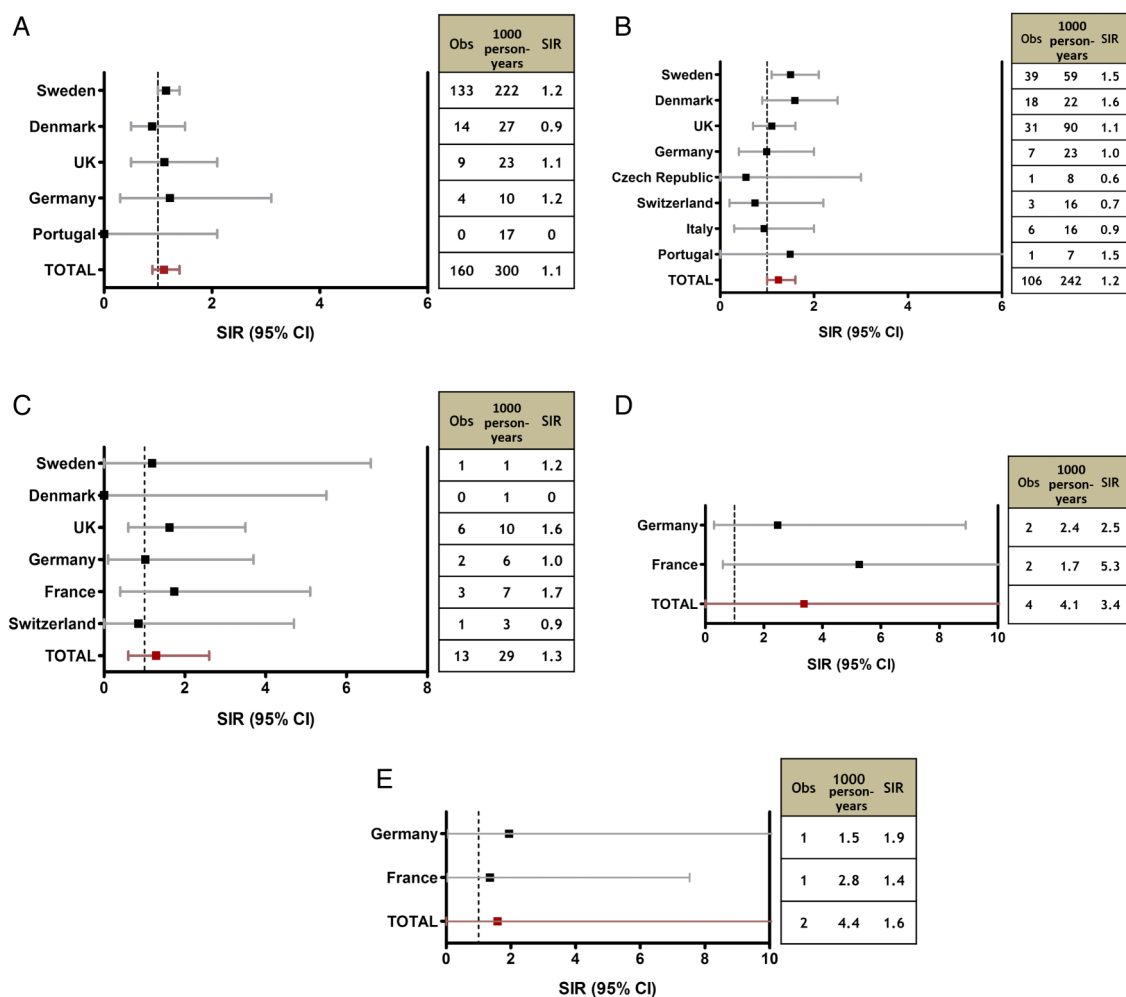 A
Obs 1000 person-years SIR
Sweden 133 222 1.2
Denmark 14 27 0.9
UK 9 23 1.1
Germany 4 10 1.2
Portugal 0 17 0
TOTAL 160 300 1.1
0 2 4 6
SIR (95% CI)
B
Obs 1000 person-years SIR
Sweden 39 59 1.5
Denmark 18 22 1.6
UK 31 90 1.1
Germany 7 23 1.0
Czech Republic 1 8 0.6
Switzerland 3 16 0.7
Italy 6 16 0.9
Portugal 1 7 1.5
TOTAL 106 242 1.2
0 2 4 6
SIR (95% CI)
C
Obs 1000 person-years SIR
Sweden 1 1 1.2
Denmark 0 1 0
UK 6 10 1.6
Germany 2 6 1.0
France 3 7 1.7
Switzerland 1 3 0.9
TOTAL 13 29 1.3
0 2 4 6 8
SIR (95% CI)
D
Obs 1000 person-years SIR
Germany 2 2.4 2.5
France 2 1.7 5.3
TOTAL 4 4.1 3.4
0 2 4 6 8 10
SIR (95% CI)
E
Obs 1000 person-years SIR
Germany 1 1.5 1.9
France 1 2.8 1.4
TOTAL 2 4.4 1.6
0 2 4 6 8 10
SIR (95% CI)